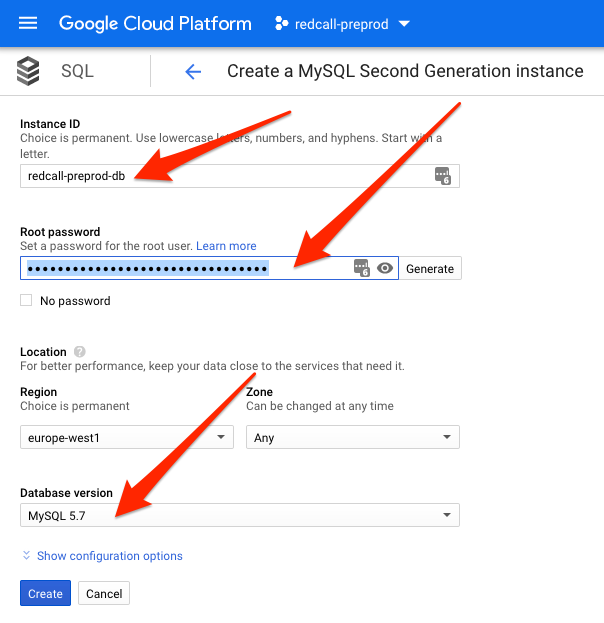 Google Cloud Platform redcall-preprod
SQL Create a MySQL Second Generation instance
Instance ID
Choice is permanent. Use lowercase letters, numbers, and hyphens. Start with a
letter.
redcall-preprod-db 6
Root password
Set a password for the root user. Learn more
•••••••••••••••••••••••••••••••• 6 Generate
No password
Location ?
For better performance, keep your data close to the services that need it.
Region Zone
Choice is permanent Can be changed at any time
europe-west1 Any
Database version
MySQL 5.7
Show configuration options
Create Cancel